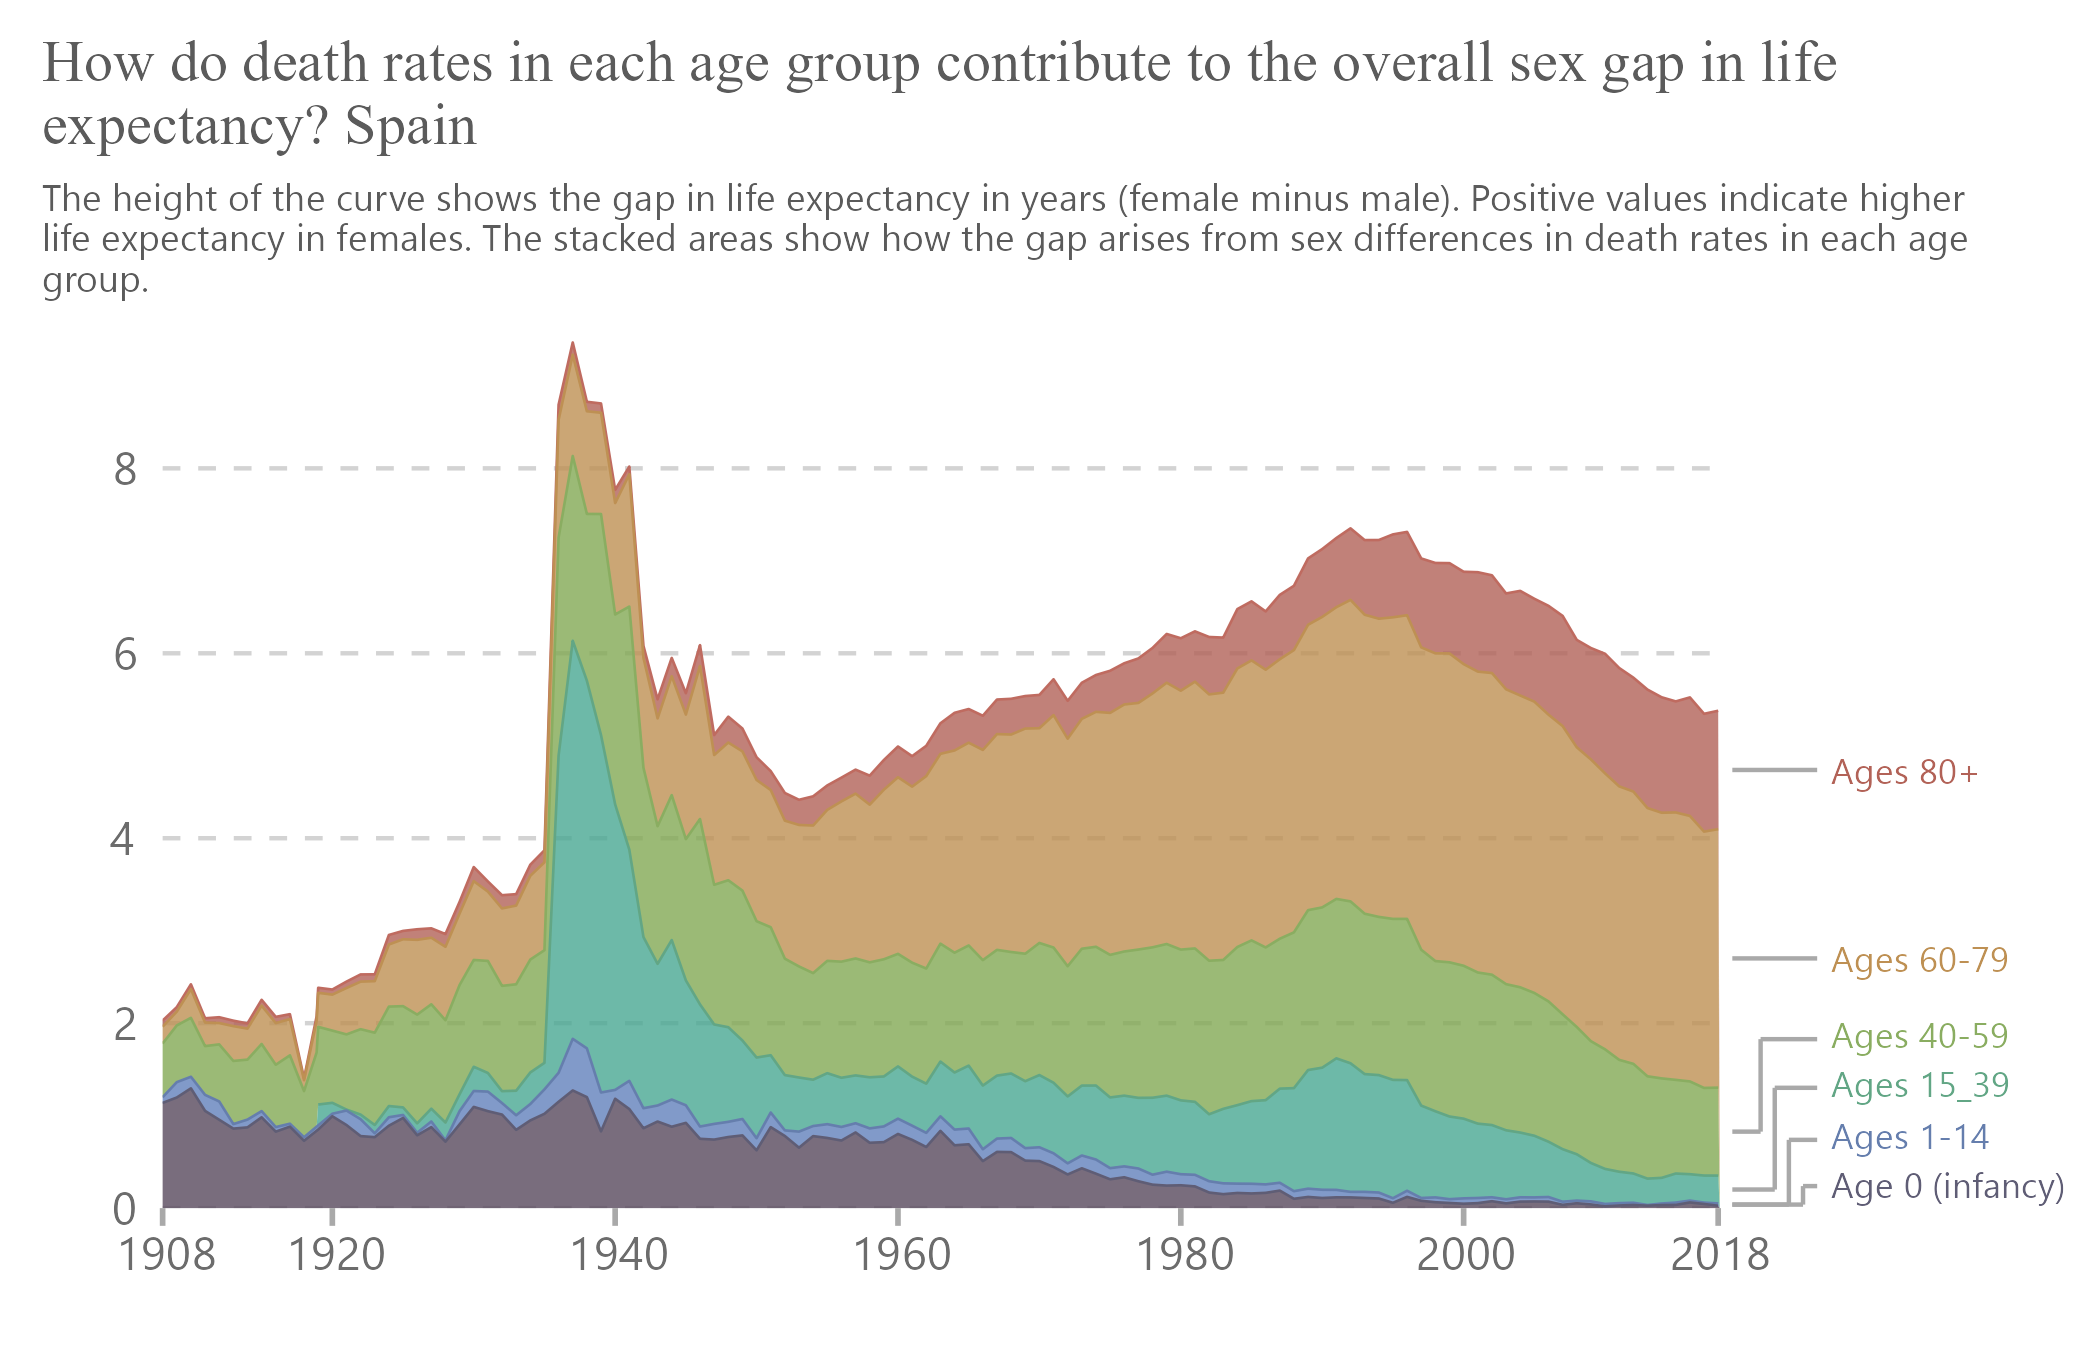 How do death rates in each age group contribute to the overall sex gap in life
expectancy? Spain
The height of the curve shows the gap in life expectancy in years (female minus male). Positive values indicate higher
life expectancy in females. The stacked areas show how the gap arises from sex differences in death rates in each age
group.
8
6
4
2
0
Ages 80+
Ages 60-79
Ages 40-59
Ages 15_39
Ages 1-14
Age 0 (infancy)
1908 1920 1940 1960 1980 2000 2018